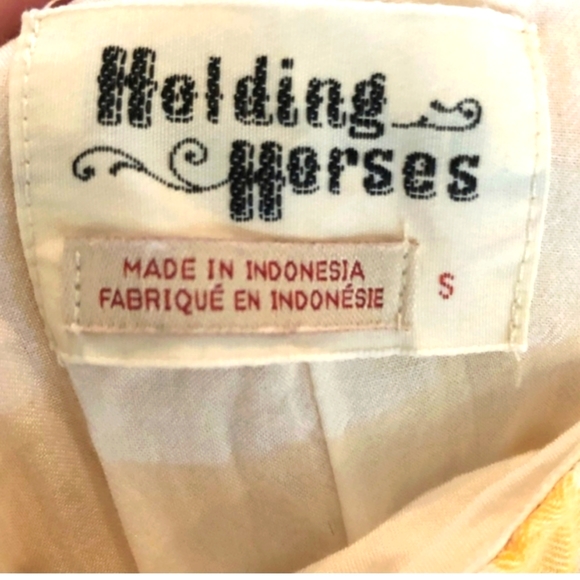 Holding
Horses
MADE IN INDONESIA
FABRIQUÉ EN INDONÉSIE
S